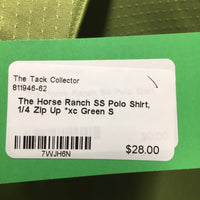 The Tack Collector
811946-62
The Horse Ranch SS Polo Shirt,
1/4 Zip Up *xc Green S
7WJH6N
$28.00